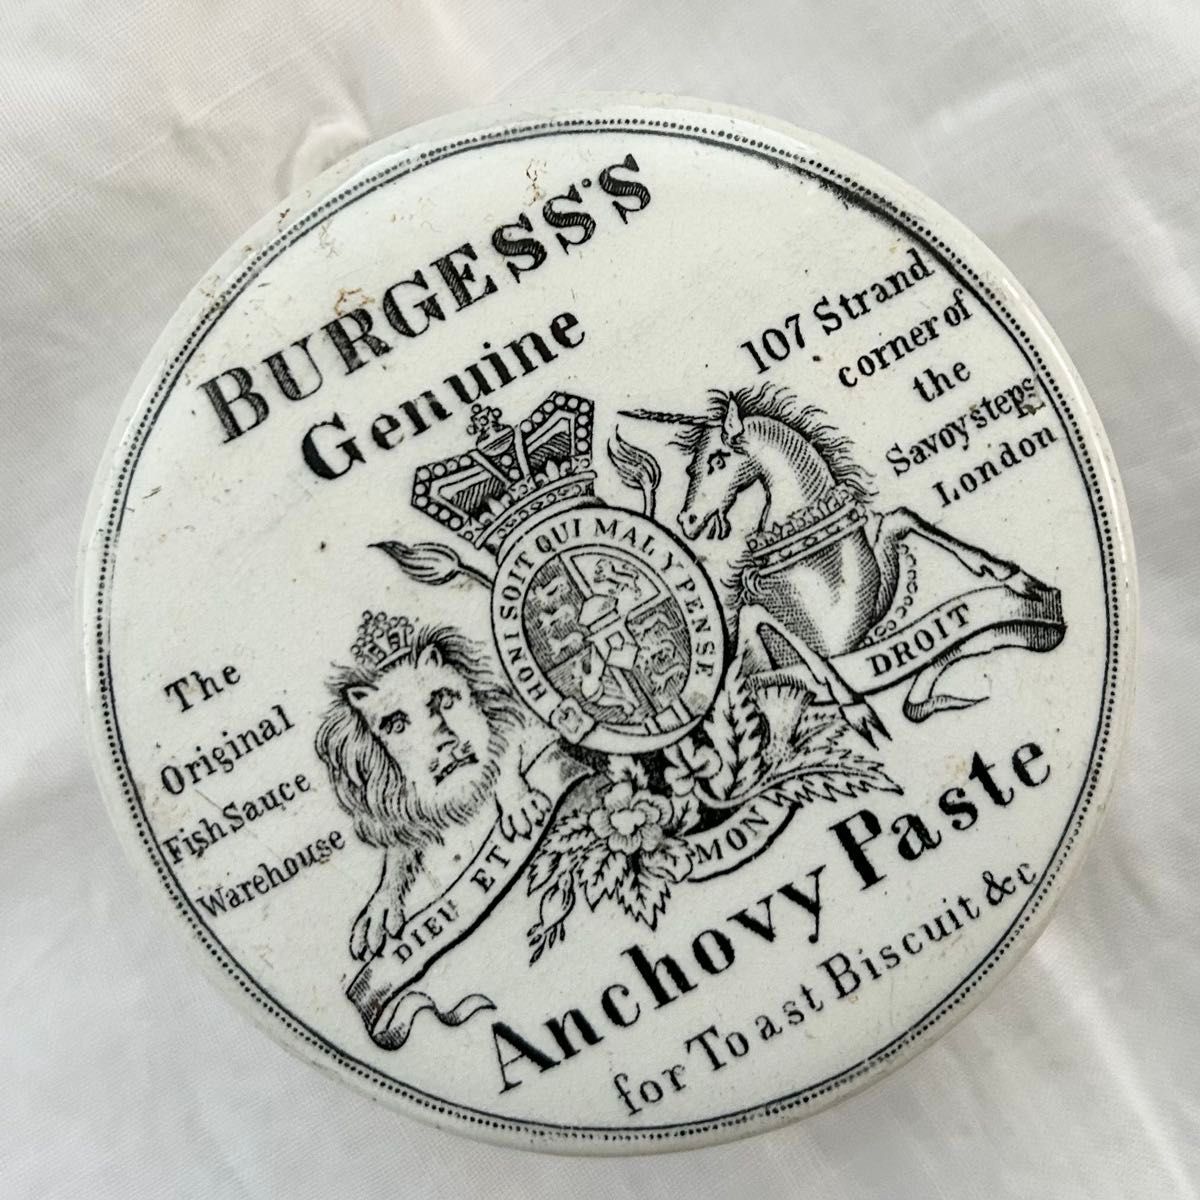 BURGESS'S
Genuine
107 Strand
corner of
the
Savoy steps
London
HONI SOIT QUI MAL Y PENSE
The
Original
Fish Sauce
Warehouse
DIEU ET MON DROIT
Anchovy Paste
for Toast Biscuit &c